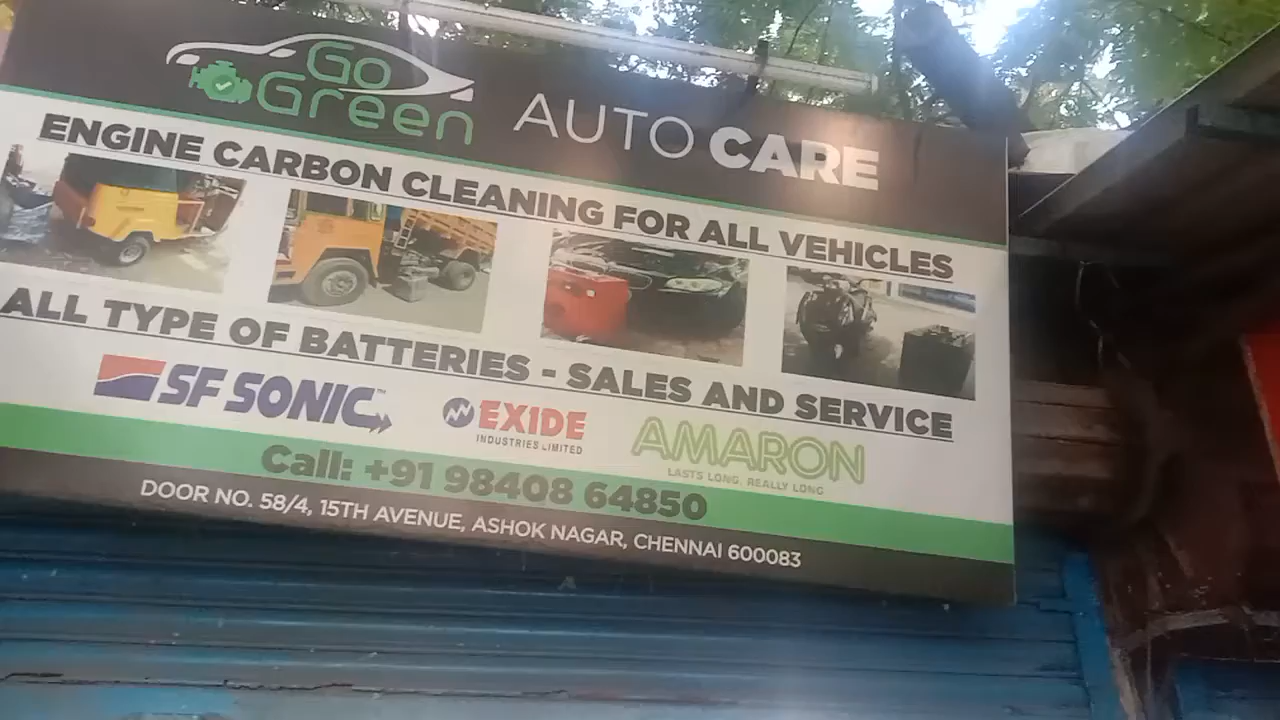 Go Green AUTO CARE
ENGINE CARBON CLEANING FOR ALL VEHICLES
ALL TYPE OF BATTERIES - SALES AND SERVICE
SF SONIC™
EXIDE
INDUSTRIES LIMITED
AMARON
LASTS LONG, REALLY LONG
Call: +91 98408 64850
DOOR NO. 58/4, 15TH AVENUE, ASHOK NAGAR, CHENNAI 600083